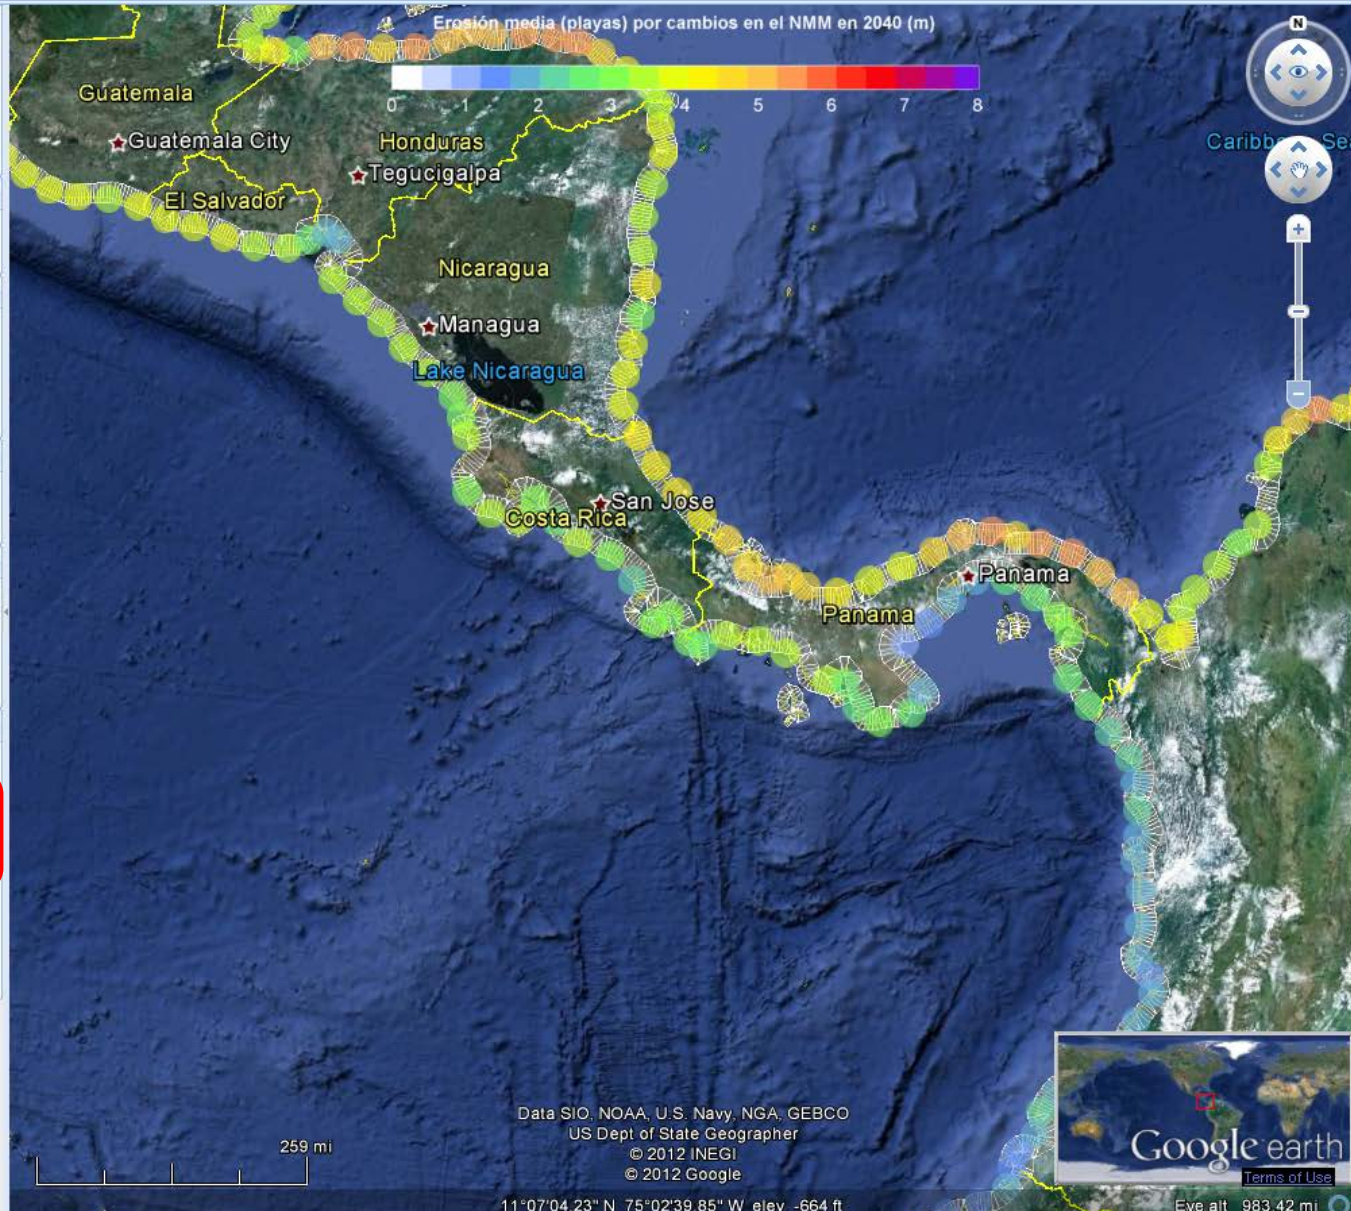 Erosión media (playas) por cambios en el NMM en 2040 (m)
N
0 1 2 3 4 5 6 7 8
Guatemala
Guatemala City
Honduras
Tegucigalpa
El Salvador
Nicaragua
Managua
Lake Nicaragua
San Jose
Costa Rica
Panama
Panama
259 mi
Data SIO, NOAA, U.S. Navy, NGA, GEBCO
US Dept of State Geographer
© 2012 INEGI
© 2012 Google
Google earth
Terms of Use
11°07'04.23" N 75°02'39.85" W elev -664 ft
Eye alt 983.42 mi